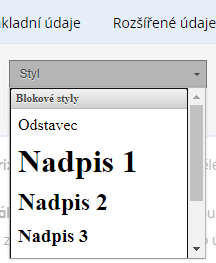 kladní údaje Rozšířené údaje
Styl
Blokové styly
Odstavec
Nadpis 1
Nadpis 2
Nadpis 3